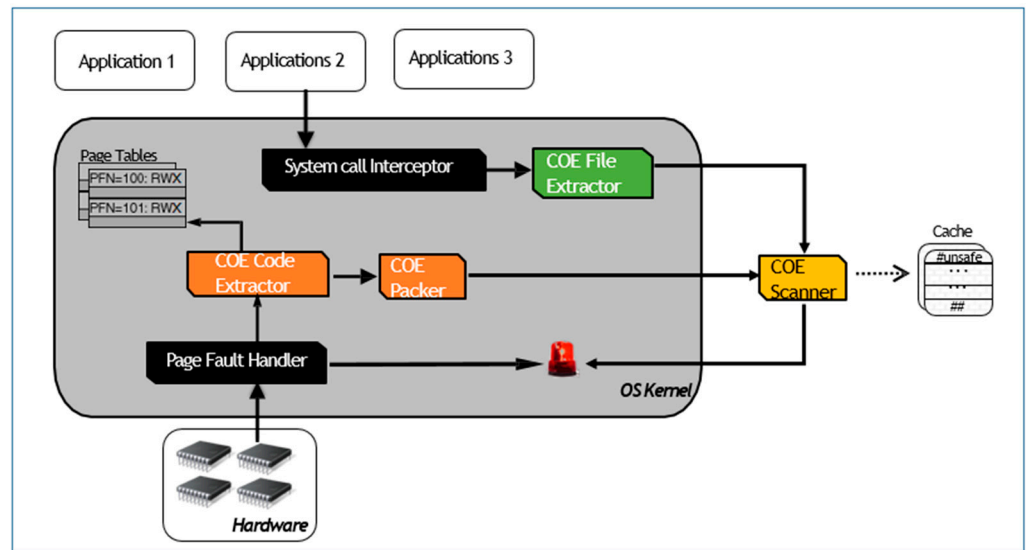 Application 1
Applications 2
Applications 3
Page Tables
PFN=100: RWX
PFN=101: RWX
System call Interceptor
COE File
Extractor
COE Code
Extractor
COE
Packer
COE
Scanner
Cache
#unsafe
...
...
##
Page Fault Handler
OS Kernel
Hardware